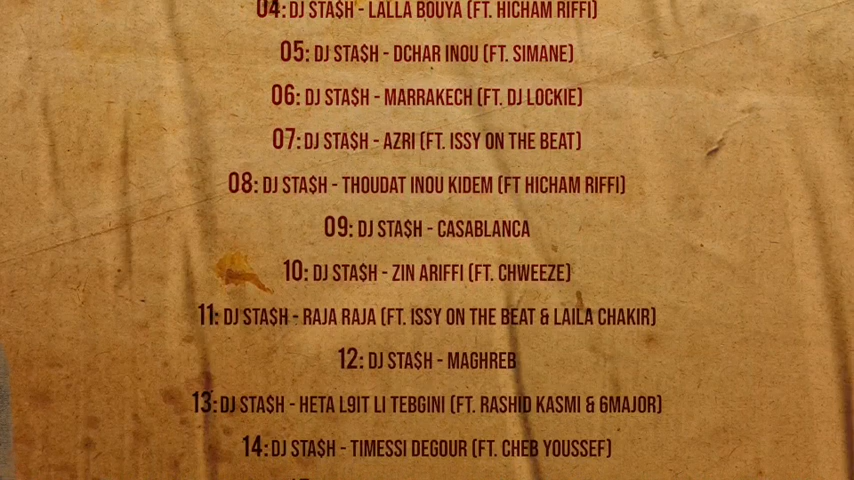 04: DJ STA$H - LALLA BOUYA (FT. HICHAM RIFFI)
05: DJ STA$H - DCHAR INOU (FT. SIMANE)
06: DJ STA$H - MARRAKECH (FT. DJ LOCKIE)
07: DJ STA$H - AZRI (FT. ISSY ON THE BEAT)
08: DJ STA$H - THOUDAT INOU KIDEM (FT HICHAM RIFFI)
09: DJ STA$H - CASABLANCA
10: DJ STA$H - ZIN ARIFFI (FT. CHWEEZE)
11: DJ STA$H - RAJA RAJA (FT. ISSY ON THE BEAT & LAILA CHAKIR)
12: DJ STA$H - MAGHREB
13: DJ STA$H - HETA L9IT LI TEBGINI (FT. RASHID KASMI & 6MAJOR)
14: DJ STA$H - TIMESSI DEGOUR (FT. CHEB YOUSSEF)